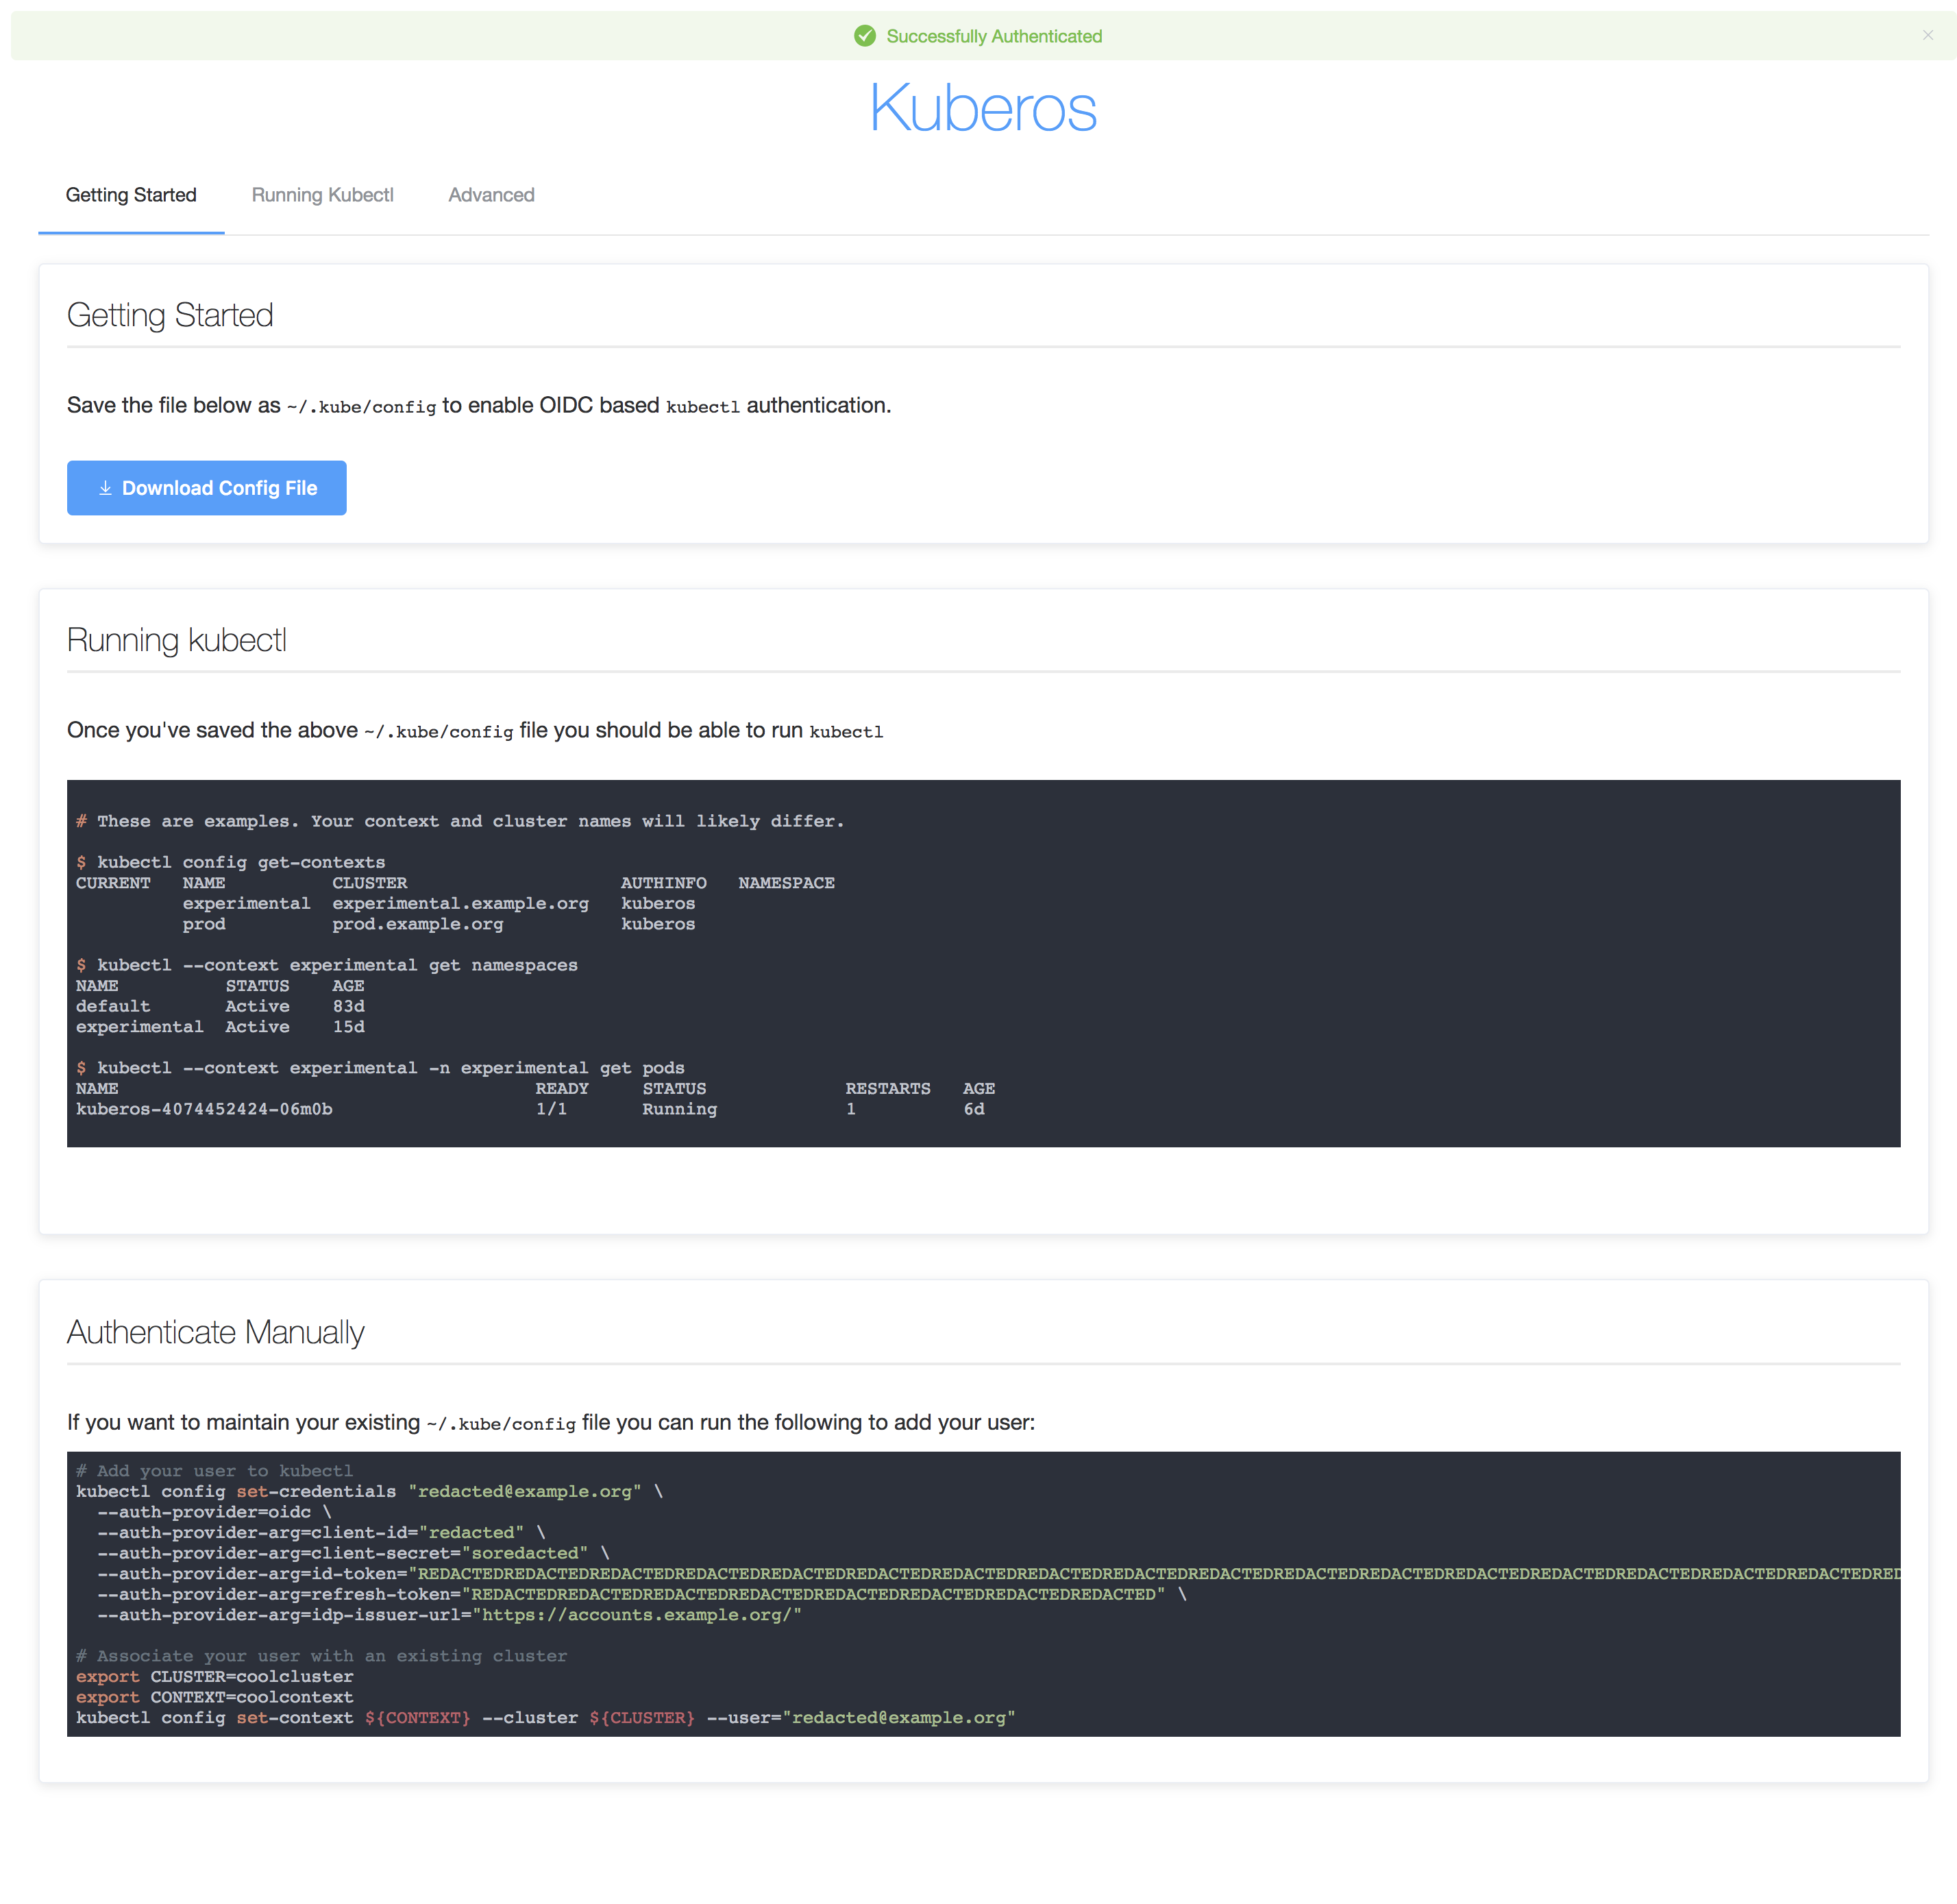 Successfully Authenticated
Kuberos
Getting Started Running Kubectl Advanced
Getting Started
Save the file below as ~/.kube/config to enable OIDC based kubectl authentication.
Download Config File
Running kubectl
Once you've saved the above ~/.kube/config file you should be able to run kubectl
# These are examples. Your context and cluster names will likely differ.
$ kubectl config get-contexts
CURRENT NAME CLUSTER AUTHINFO NAMESPACE
experimental experimental.example.org kuberos
prod prod.example.org kuberos
$ kubectl --context experimental get namespaces
NAME STATUS AGE
default Active 83d
experimental Active 15d
$ kubectl --context experimental -n experimental get pods
NAME READY STATUS RESTARTS AGE
kuberos-4074452424-06m0b 1/1 Running 1 6d
Authenticate Manually
If you want to maintain your existing ~/.kube/config file you can run the following to add your user:
# Add your user to kubectl
kubectl config set-credentials "redacted@example.org" \
--auth-provider=oidc \
--auth-provider-arg=client-id="redacted" \
--auth-provider-arg=client-secret="soredacted" \
--auth-provider-arg=id-token="REDACTEDREDACTEDREDACTEDREDACTEDREDACTEDREDACTEDREDACTEDREDACTEDREDACTEDREDACTEDREDACTEDREDACTEDREDACTEDREDACTEDREDACTEDREDACTEDREDACTEDRED
--auth-provider-arg=refresh-token="REDACTEDREDACTEDREDACTEDREDACTEDREDACTEDREDACTEDREDACTEDREDACTED" \
--auth-provider-arg=idp-issuer-url="https://accounts.example.org/"
# Associate your user with an existing cluster
export CLUSTER=coolcluster
export CONTEXT=coolcontext
kubectl config set-context ${CONTEXT} --cluster ${CLUSTER} --user="redacted@example.org"